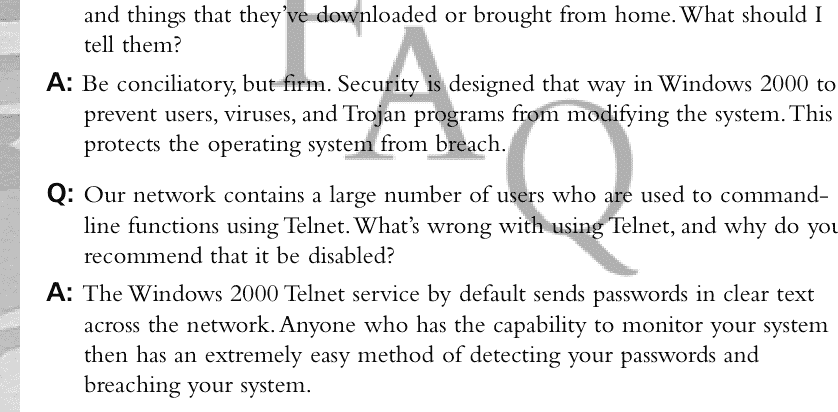 and things that they've downloaded or brought from home. What should I
tell them?
A: Be conciliatory, but firm. Security is designed that way in Windows 2000 to
prevent users, viruses, and Trojan programs from modifying the system. This
protects the operating system from breach.
Q: Our network contains a large number of users who are used to command-
line functions using Telnet. What's wrong with using Telnet, and why do you
recommend that it be disabled?
A: The Windows 2000 Telnet service by default sends passwords in clear text
across the network. Anyone who has the capability to monitor your system
then has an extremely easy method of detecting your passwords and
breaching your system.
FAQ